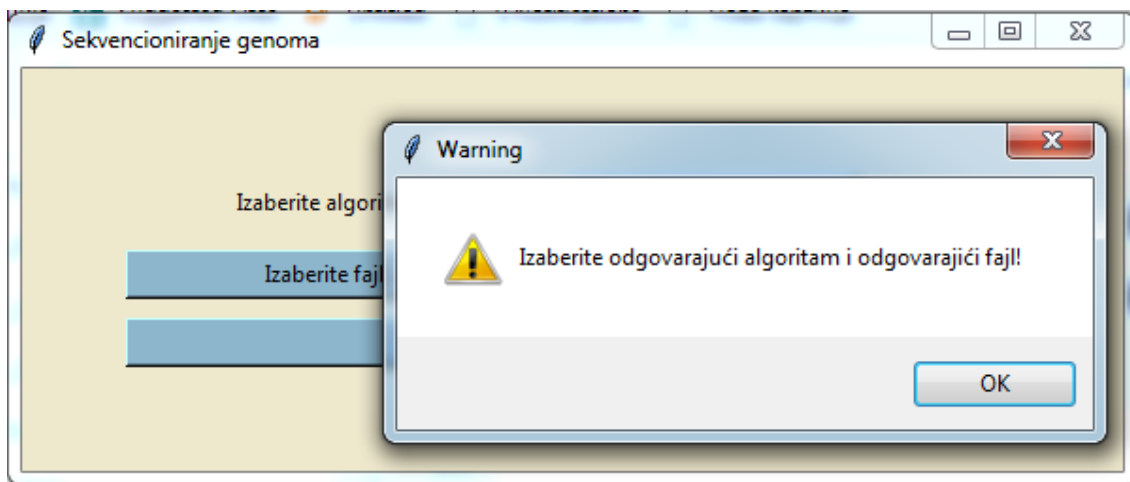 Sekvencioniranje genoma
Warning
Izaberite algori
Izaberite odgovarajući algoritam i odgovarajići fajl!
Izaberite fajl
OK